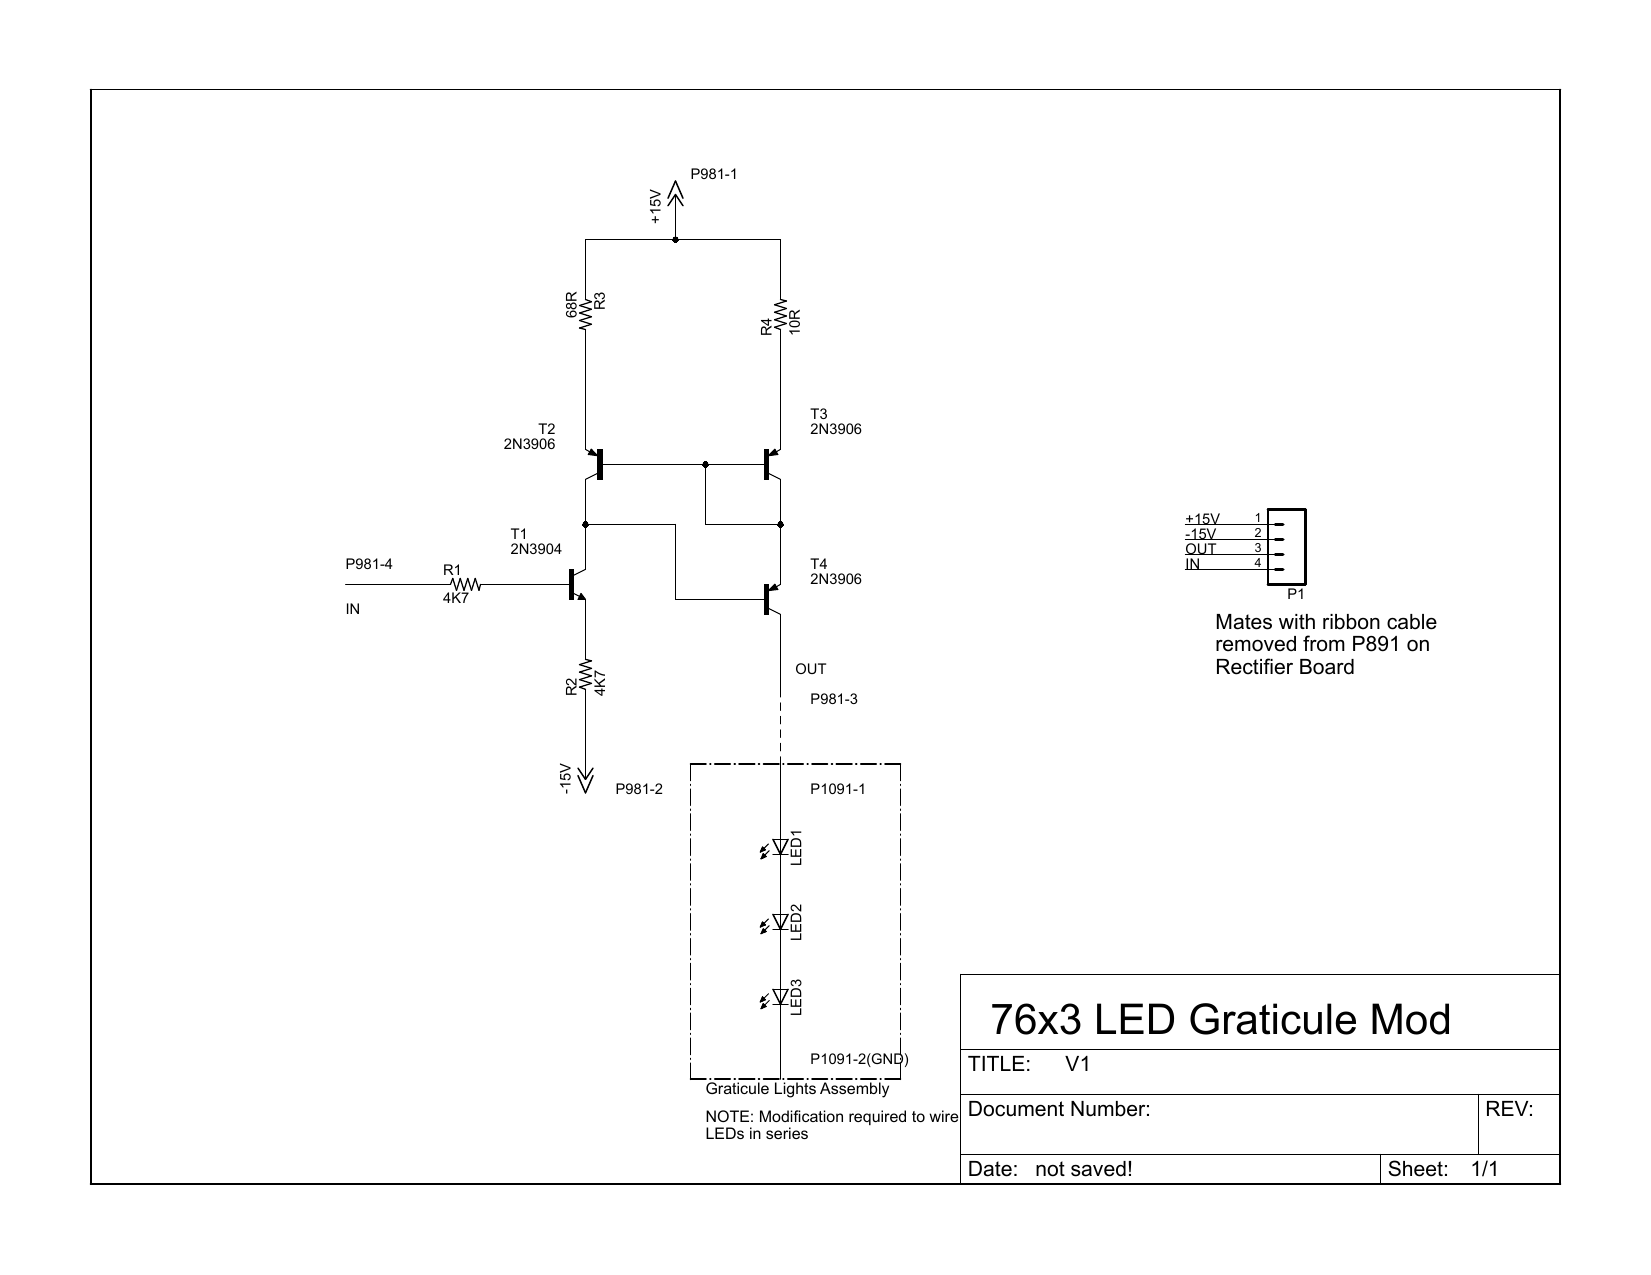 P981-1
+15V
68R
R3
R4
10R
T3
2N3906
T2
2N3906
T1
2N3904
P981-4
R1
4K7
IN
T4
2N3906
+15V 1
-15V 2
OUT 3
IN 4
P1
Mates with ribbon cable
removed from P891 on
Rectifier Board
R2
4K7
OUT
P981-3
-15V
P981-2
P1091-1
LED1
LED2
LED3
P1091-2(GND)
Graticule Lights Assembly
NOTE: Modification required to wire
LEDs in series
76x3 LED Graticule Mod
TITLE: V1
Document Number:
REV:
Date: not saved!
Sheet: 1/1